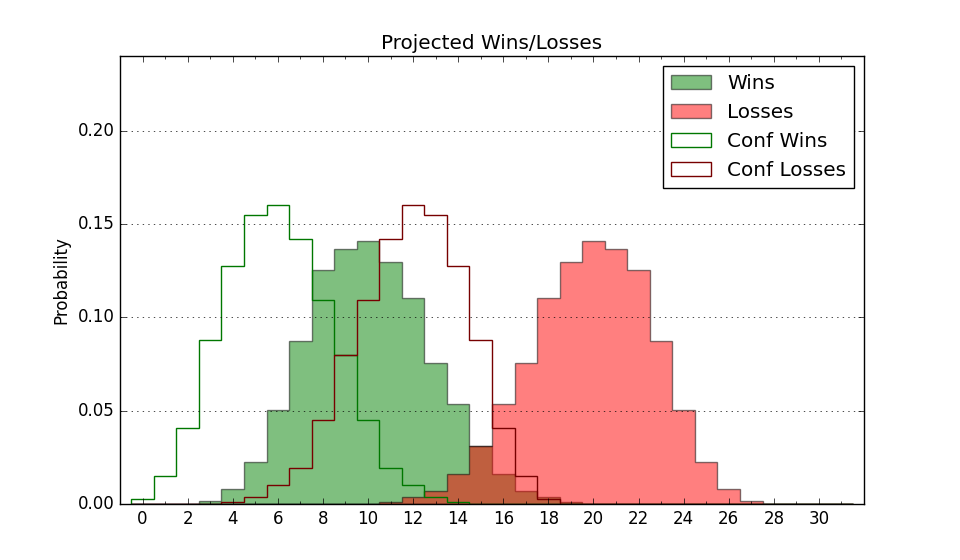 Projected Wins/Losses
Wins
Losses
Conf Wins
Conf Losses
Probability
0.20
0.15
0.10
0.05
0.00
0 2 4 6 8 10 12 14 16 18 20 22 24 26 28 30